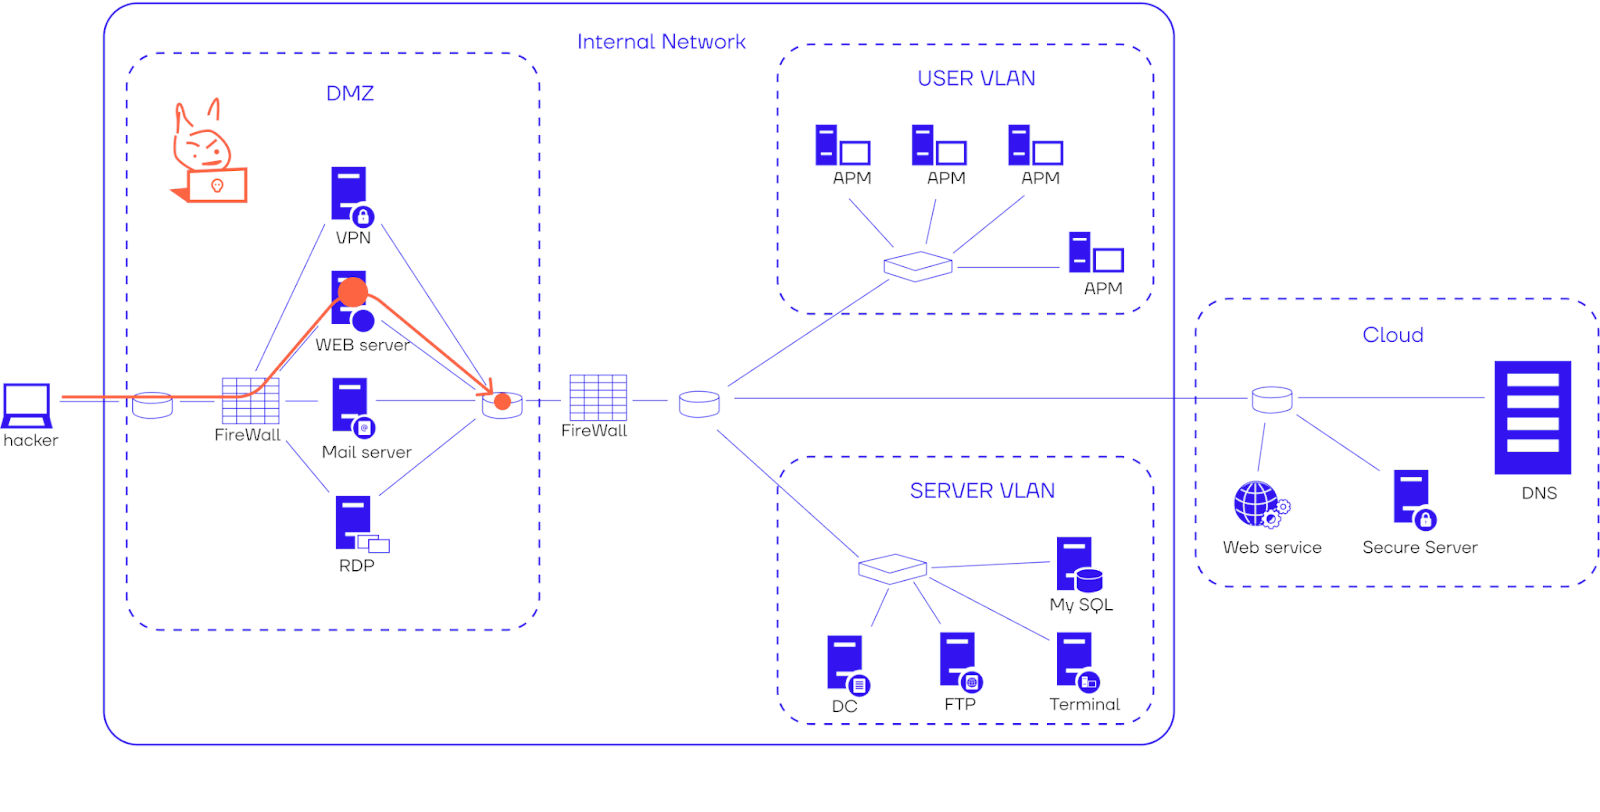 Internal Network
DMZ
USER VLAN
APM
APM
APM
VPN
APM
WEB server
Cloud
hacker
FireWall
Mail server
FireWall
SERVER VLAN
DNS
Web service
Secure Server
RDP
My SQL
DC
FTP
Terminal
@